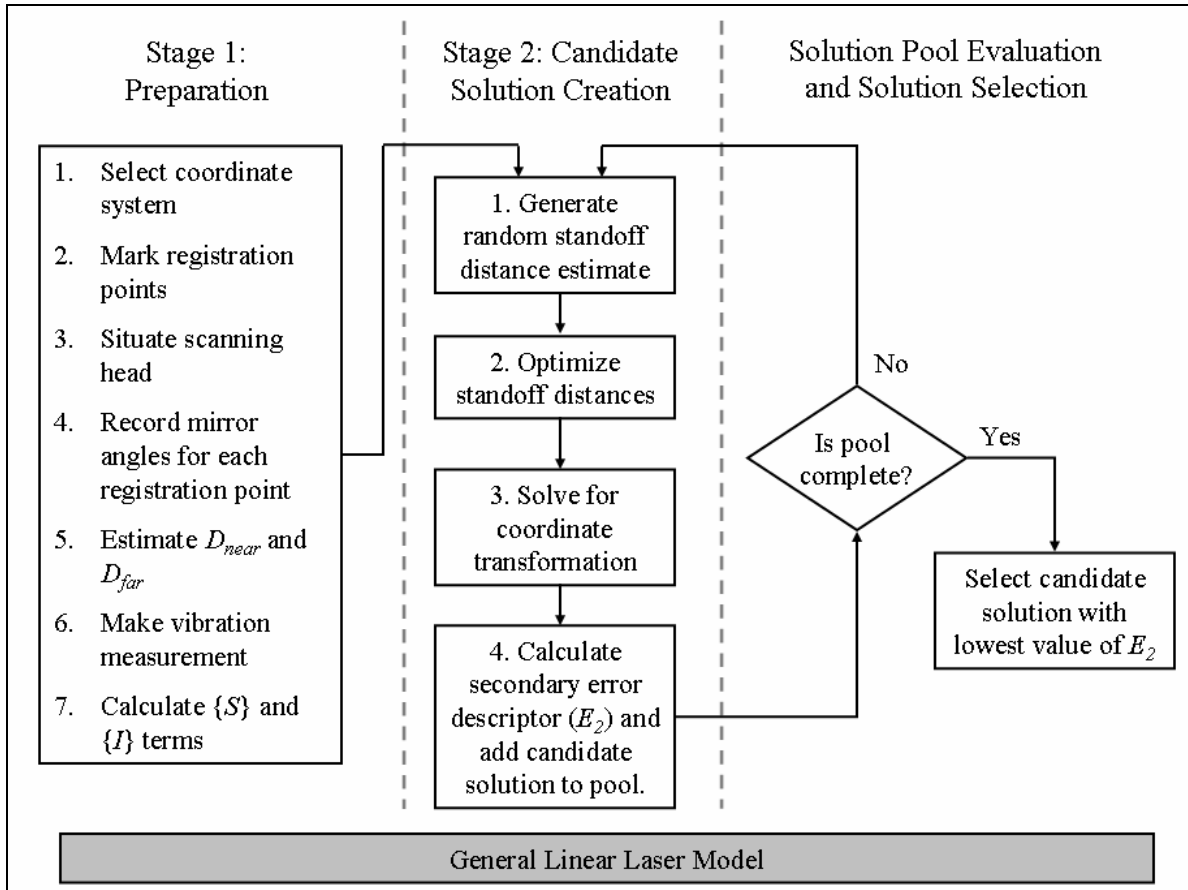 Stage 1:
Preparation
1. Select coordinate
system
2. Mark registration
points
3. Situate scanning
head
4. Record mirror
angles for each
registration point
5. Estimate D_near and
D_far
6. Make vibration
measurement
7. Calculate {S} and
{I} terms
Stage 2: Candidate
Solution Creation
1. Generate
random standoff
distance estimate
2. Optimize
standoff distances
3. Solve for
coordinate
transformation
4. Calculate
secondary error
descriptor (E₂) and
add candidate
solution to pool.
Solution Pool Evaluation
and Solution Selection
No
Is pool
complete?
Yes
Select candidate
solution with
lowest value of E₂
General Linear Laser Model